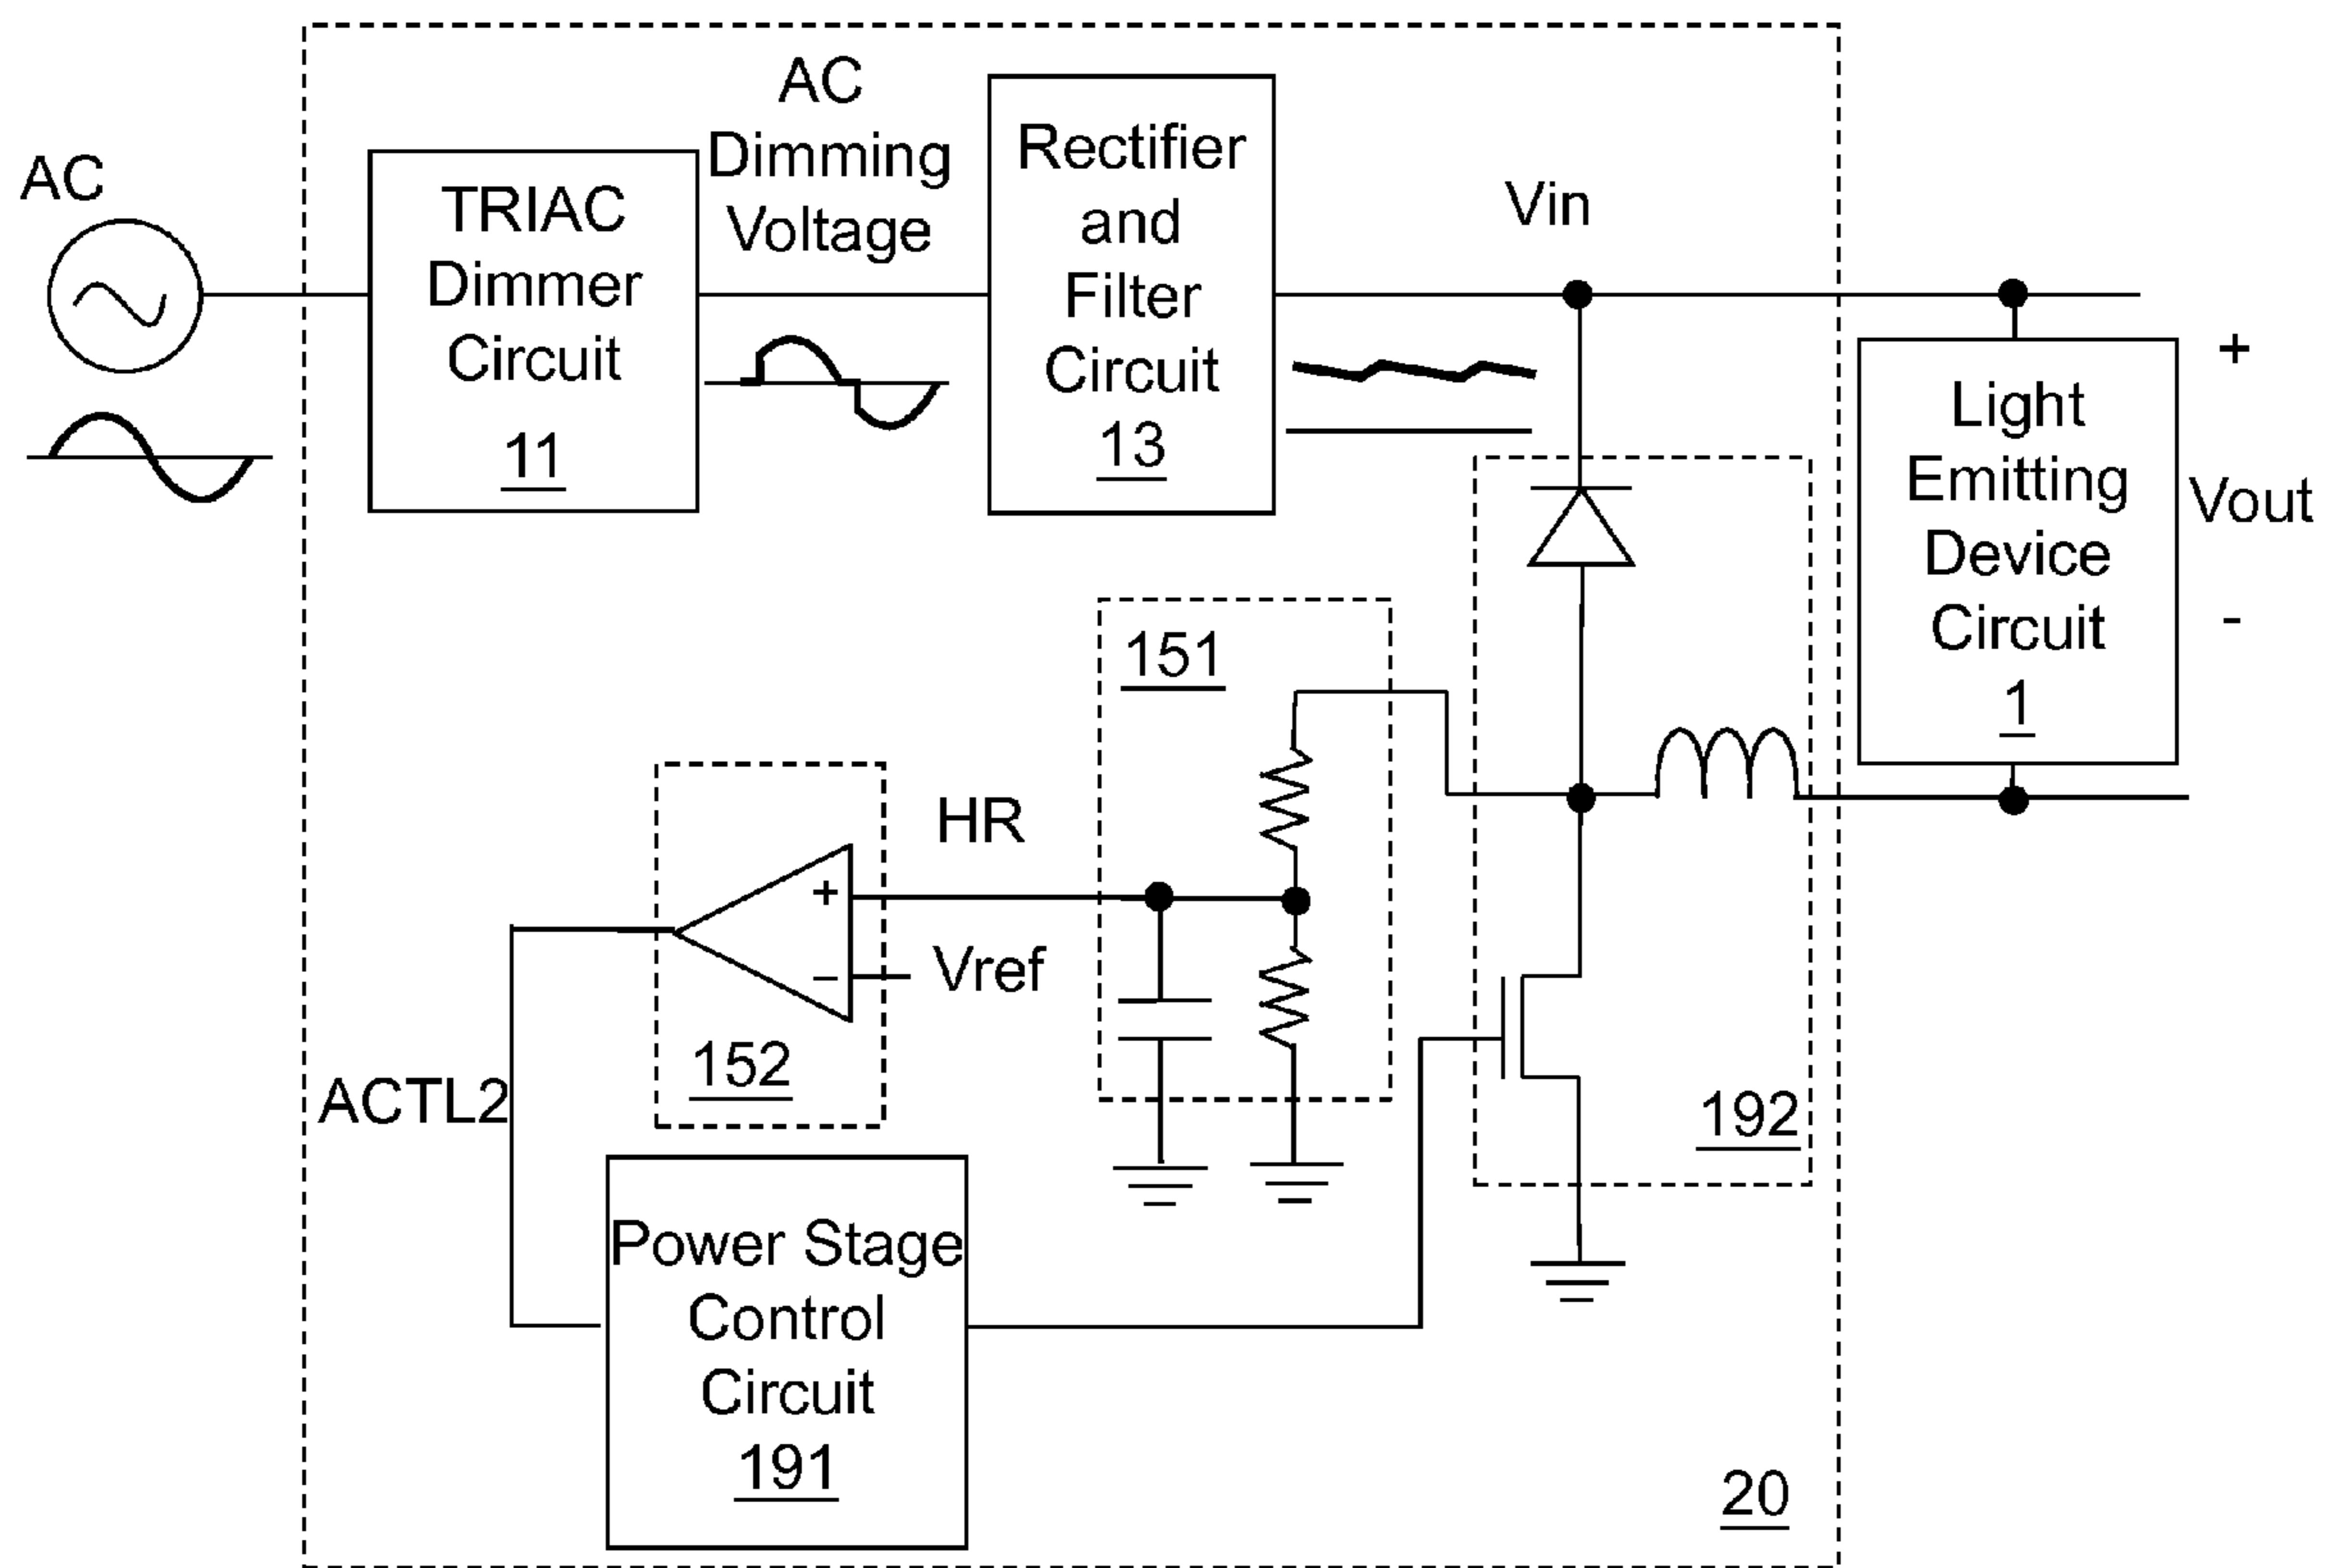 AC
TRIAC
Dimmer
Circuit
11
AC
Dimming
Voltage
Rectifier
and
Filter
Circuit
13
Vin
Light
Emitting
Device
Circuit
1
+
Vout
-
151
HR
+
Vref
−
152
ACTL2
192
Power Stage
Control
Circuit
191
20